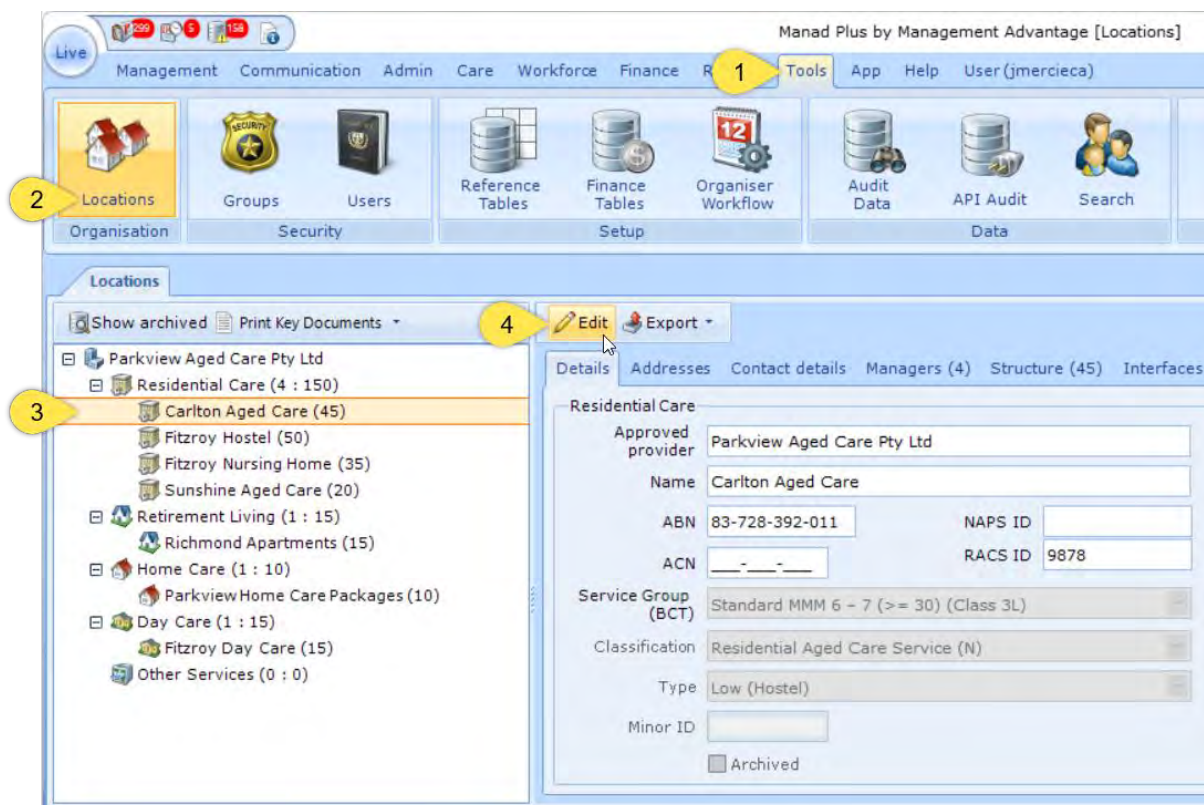 299 5 158
Manad Plus by Management Advantage [Locations]
Live
Management Communication Admin Care Workforce Finance R 1 Tools App Help User (jmercieca)
SECURITY
12
2 Locations Groups Users Reference Tables Finance Tables Organiser Workflow Audit Data API Audit Search
Organisation Security Setup Data
Locations
Show archived Print Key Documents 4 Edit Export
Parkview Aged Care Pty Ltd
Residential Care (4 : 150)
3 Carlton Aged Care (45)
Fitzroy Hostel (50)
Fitzroy Nursing Home (35)
Sunshine Aged Care (20)
Retirement Living (1 : 15)
Richmond Apartments (15)
Home Care (1 : 10)
Parkview Home Care Packages (10)
Day Care (1 : 15)
Fitzroy Day Care (15)
Other Services (0 : 0)
Details Addresses Contact details Managers (4) Structure (45) Interfaces
Residential Care
Approved provider Parkview Aged Care Pty Ltd
Name Carlton Aged Care
ABN 83-728-392-011 NAPS ID
ACN ___-___-___ RACS ID 9878
Service Group (BCT) Standard MMM 6 – 7 (>= 30) (Class 3L)
Classification Residential Aged Care Service (N)
Type Low (Hostel)
Minor ID
Archived